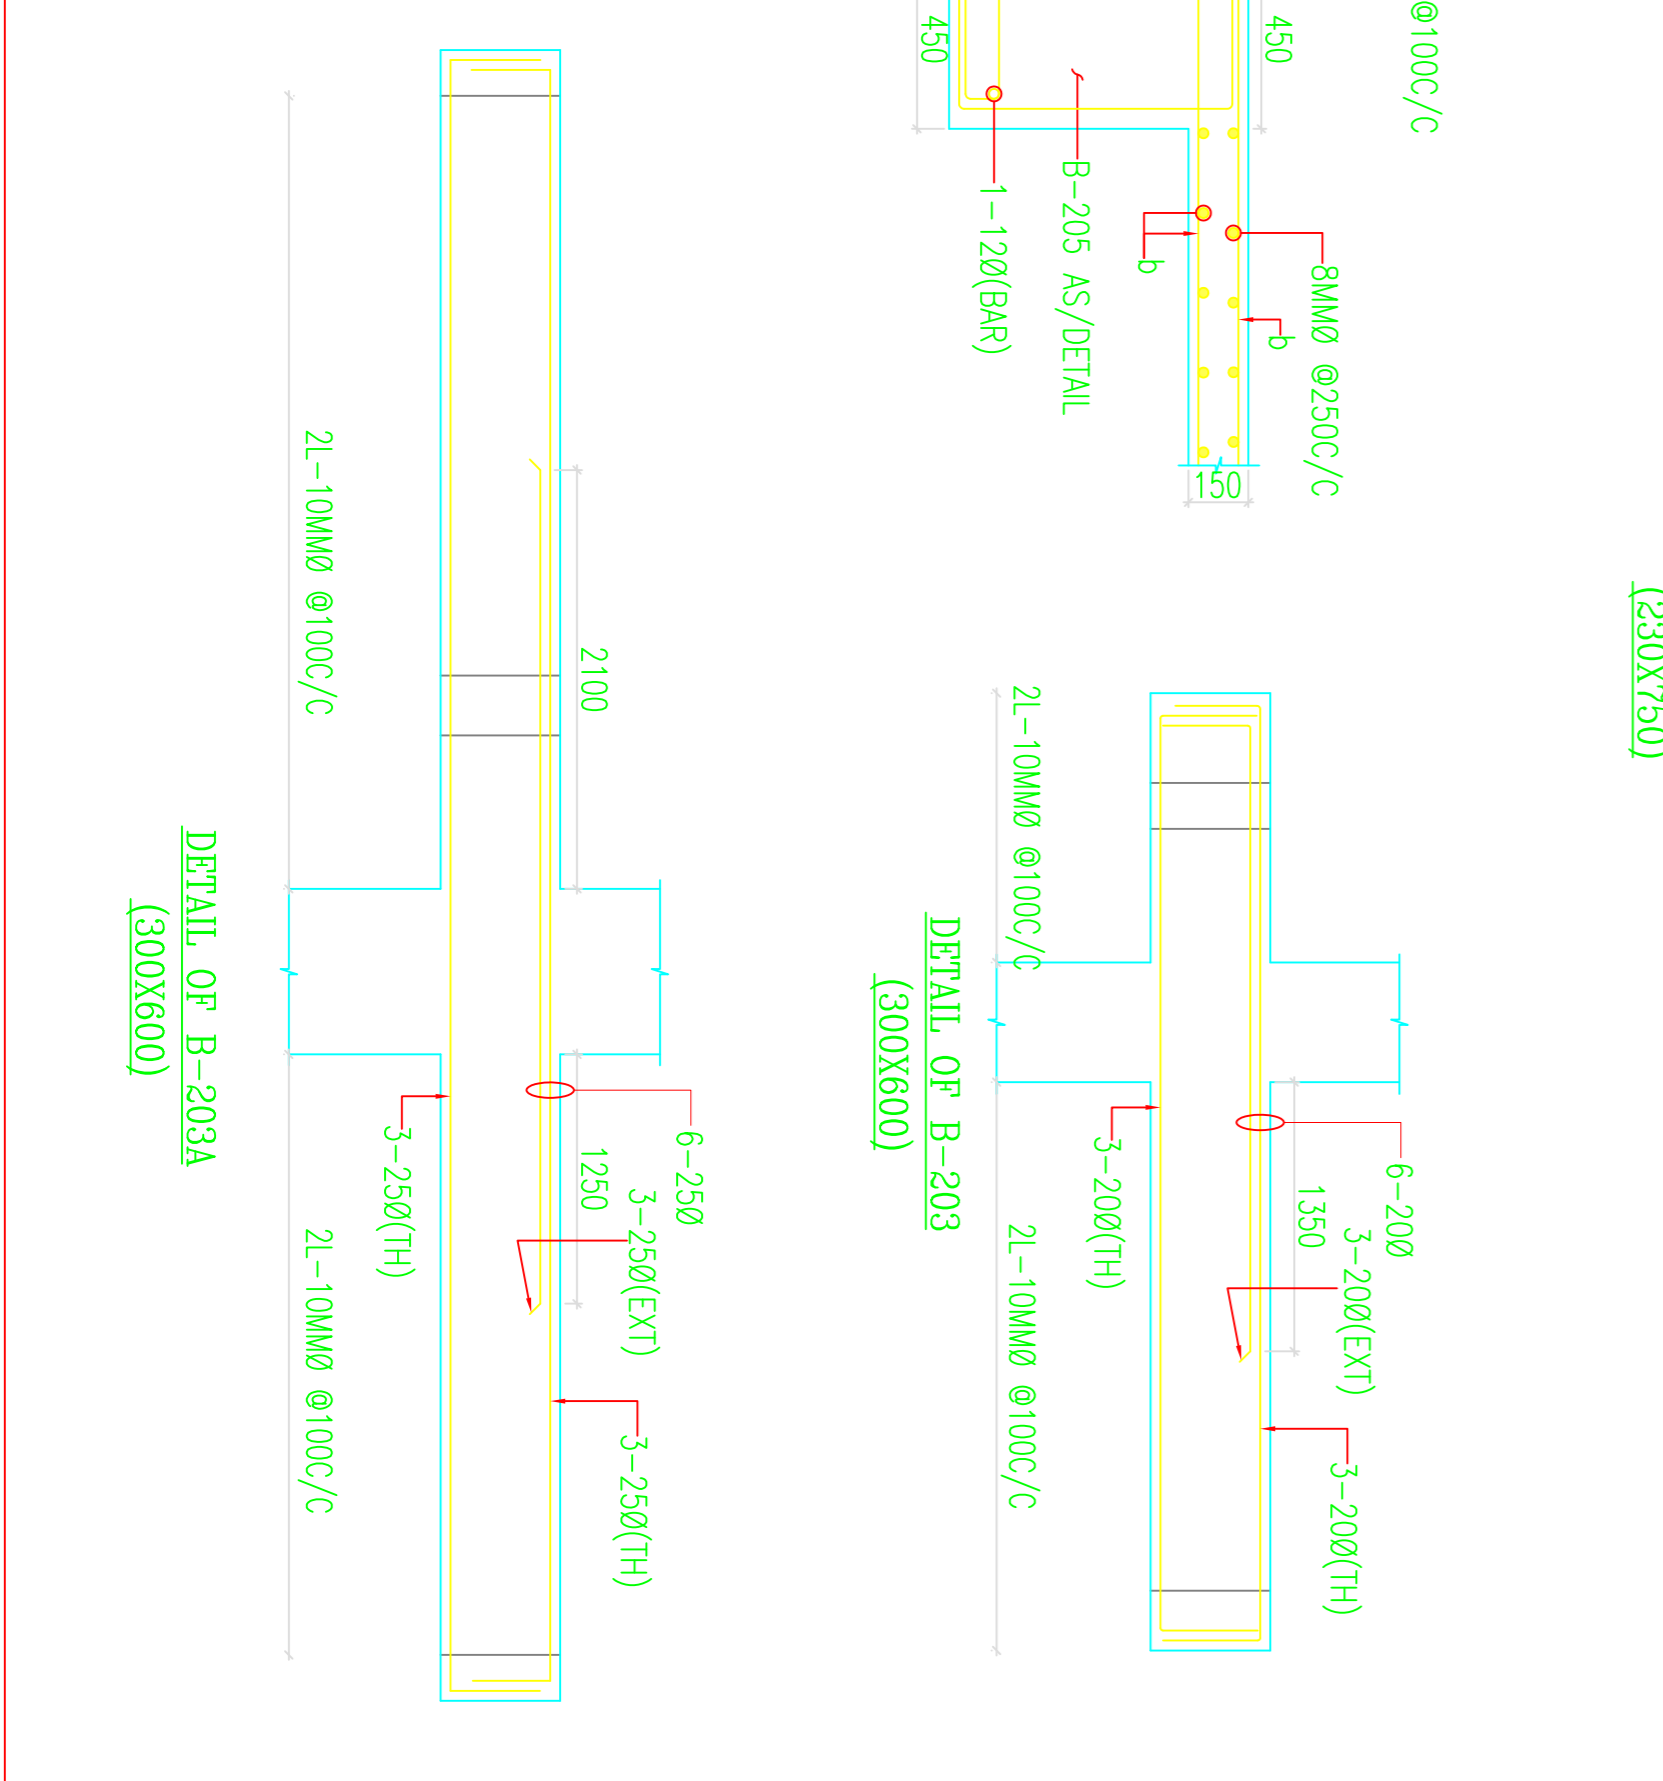 @100C/C
450
450
8MMØ @250C/C
b
b
B-205 AS/DETAIL
1-12Ø(BAR)
150
(230X750)
6-20Ø
3-20Ø(EXT)
1350
3-20Ø(TH)
3-20Ø(TH)
2L-10MMØ @100C/C
2L-10MMØ @100C/C
DETAIL OF B-203
(300X600)
2100
6-25Ø
3-25Ø(EXT)
1250
3-25Ø(TH)
3-25Ø(TH)
2L-10MMØ @100C/C
2L-10MMØ @100C/C
DETAIL OF B-203A
(300X600)